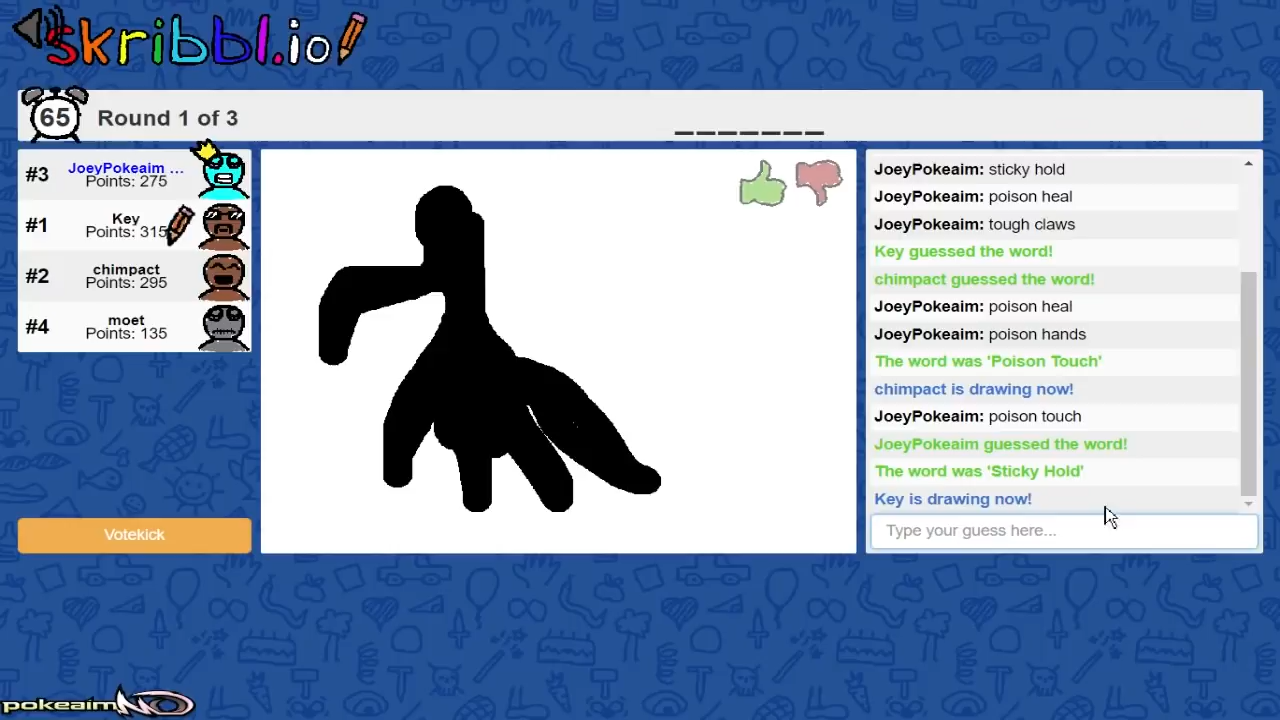 skribbl.io
65
Round 1 of 3
_ _ _ _ _ _ _
#3
JoeyPokeaim ...
Points: 275
#1
Key
Points: 315
#2
chimpact
Points: 295
#4
moet
Points: 135
Votekick
JoeyPokeaim: sticky hold
JoeyPokeaim: poison heal
JoeyPokeaim: tough claws
Key guessed the word!
chimpact guessed the word!
JoeyPokeaim: poison heal
JoeyPokeaim: poison hands
The word was 'Poison Touch'
chimpact is drawing now!
JoeyPokeaim: poison touch
JoeyPokeaim guessed the word!
The word was 'Sticky Hold'
Key is drawing now!
Type your guess here...
pokeaim